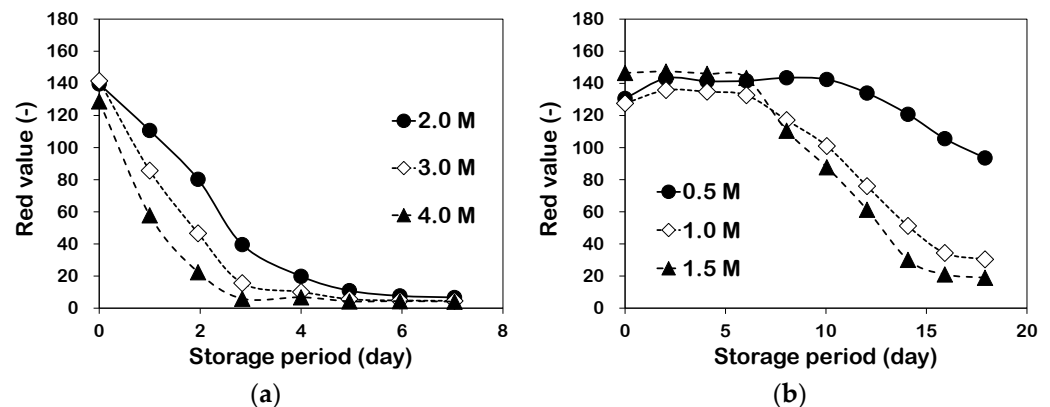 180
160
140
120
100
80
60
40
20
0
Red value (-)
2.0 M
3.0 M
4.0 M
0 2 4 6 8
Storage period (day)
(a)
180
160
140
120
100
80
60
40
20
0
Red value (-)
0.5 M
1.0 M
1.5 M
0 5 10 15 20
Storage period (day)
(b)